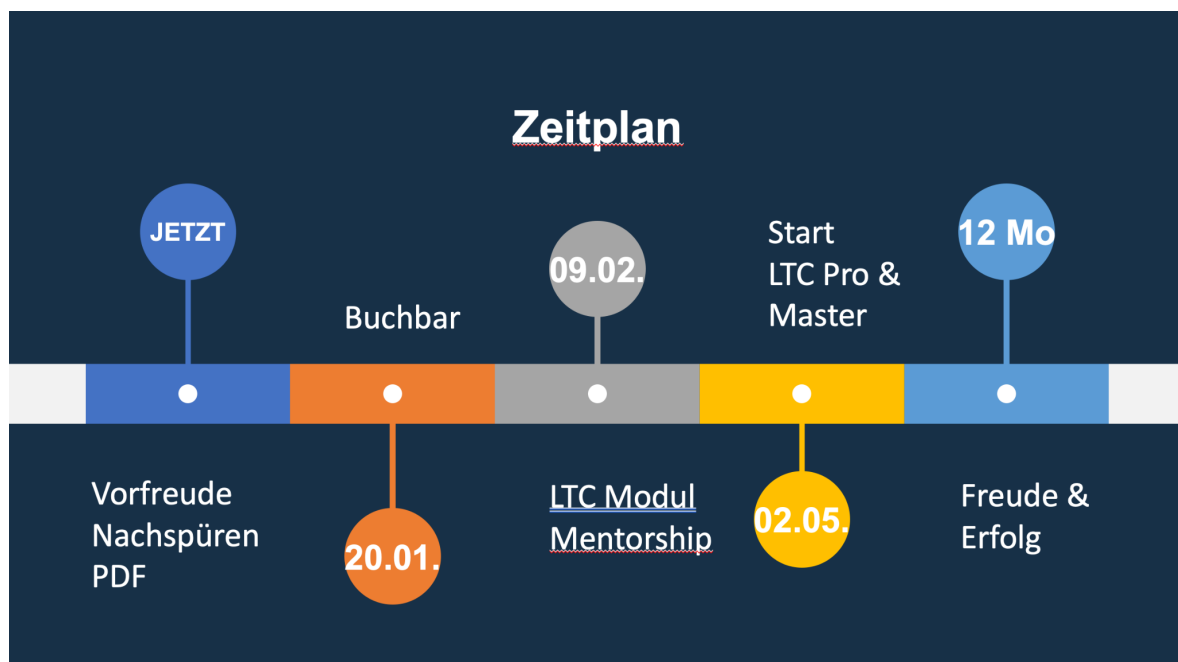 Zeitplan
JETZT
Vorfreude
Nachspüren
PDF
Buchbar
20.01.
09.02.
LTC Modul
Mentorship
Start
LTC Pro &
Master
02.05.
12 Mo
Freude &
Erfolg